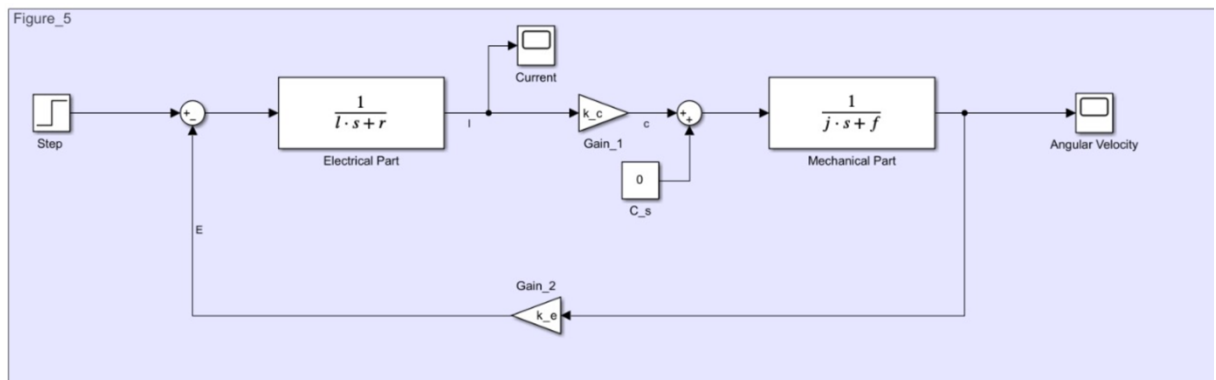 Figure_5
Current
+
-
1
l · s + r
I
k_c
c
+
+
1
j · s + f
Step
Electrical Part
Gain_1
Mechanical Part
Angular Velocity
0
C_s
E
Gain_2
k_e